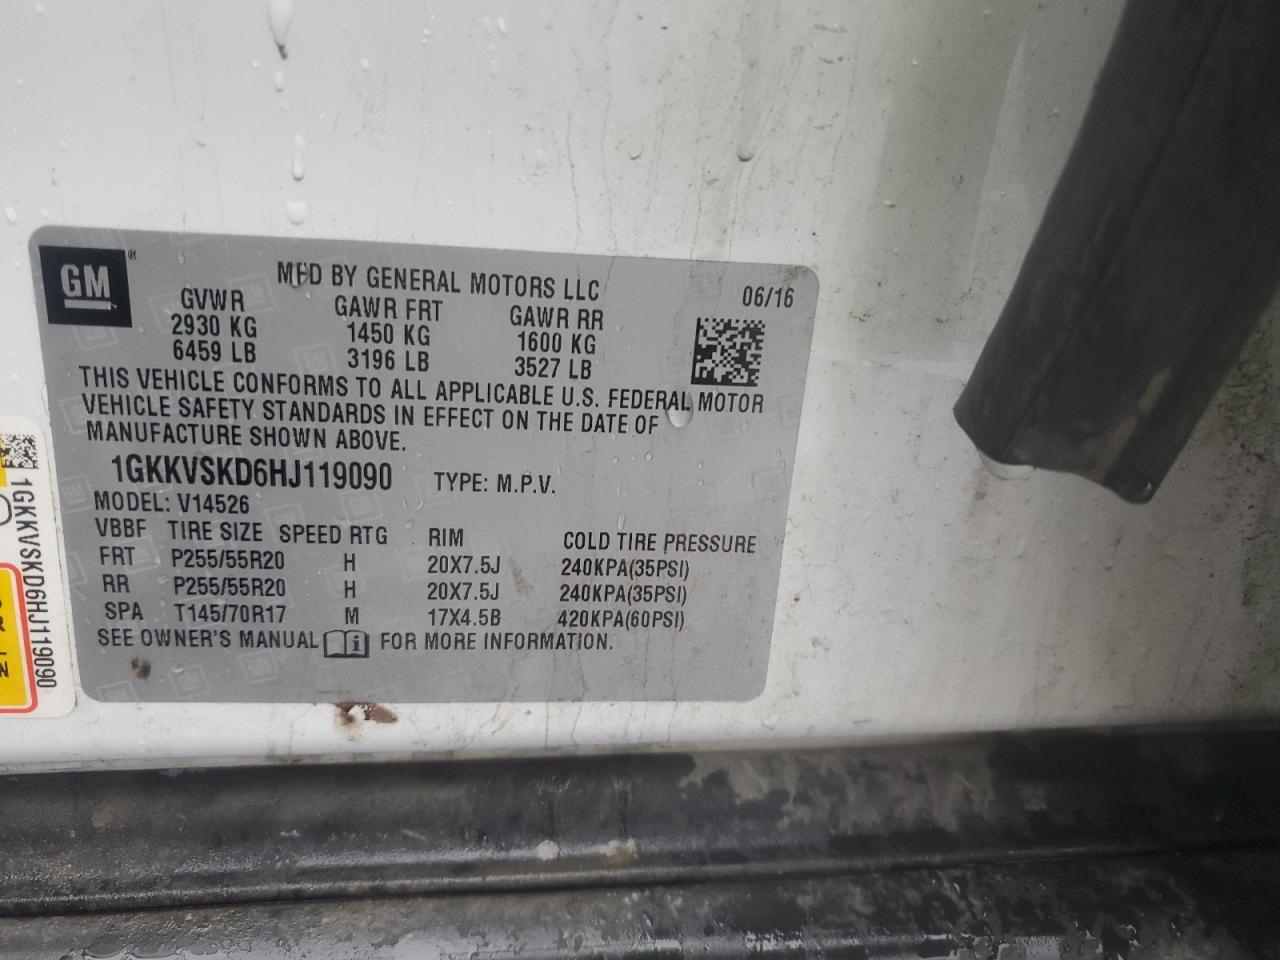 GM
MFD BY GENERAL MOTORS LLC
06/16
GVWR GAWR FRT GAWR RR
2930 KG 1450 KG 1600 KG
6459 LB 3196 LB 3527 LB
THIS VEHICLE CONFORMS TO ALL APPLICABLE U.S. FEDERAL MOTOR
VEHICLE SAFETY STANDARDS IN EFFECT ON THE DATE OF
MANUFACTURE SHOWN ABOVE.
1GKKVSKD6HJ119090 TYPE: M.P.V.
MODEL: V14526
VBBF TIRE SIZE SPEED RTG RIM COLD TIRE PRESSURE
FRT P255/55R20 H 20X7.5J 240KPA(35PSI)
RR P255/55R20 H 20X7.5J 240KPA(35PSI)
SPA T145/70R17 M 17X4.5B 420KPA(60PSI)
SEE OWNER'S MANUAL FOR MORE INFORMATION.
1GKKVSKD6HJ119090